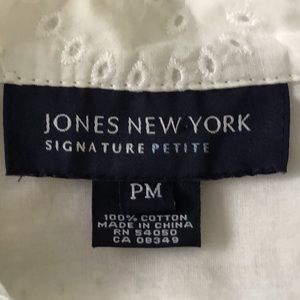 JONES NEW YORK
SIGNATURE PETITE
PM
100% COTTON
MADE IN CHINA
RN 54050
CA 08349